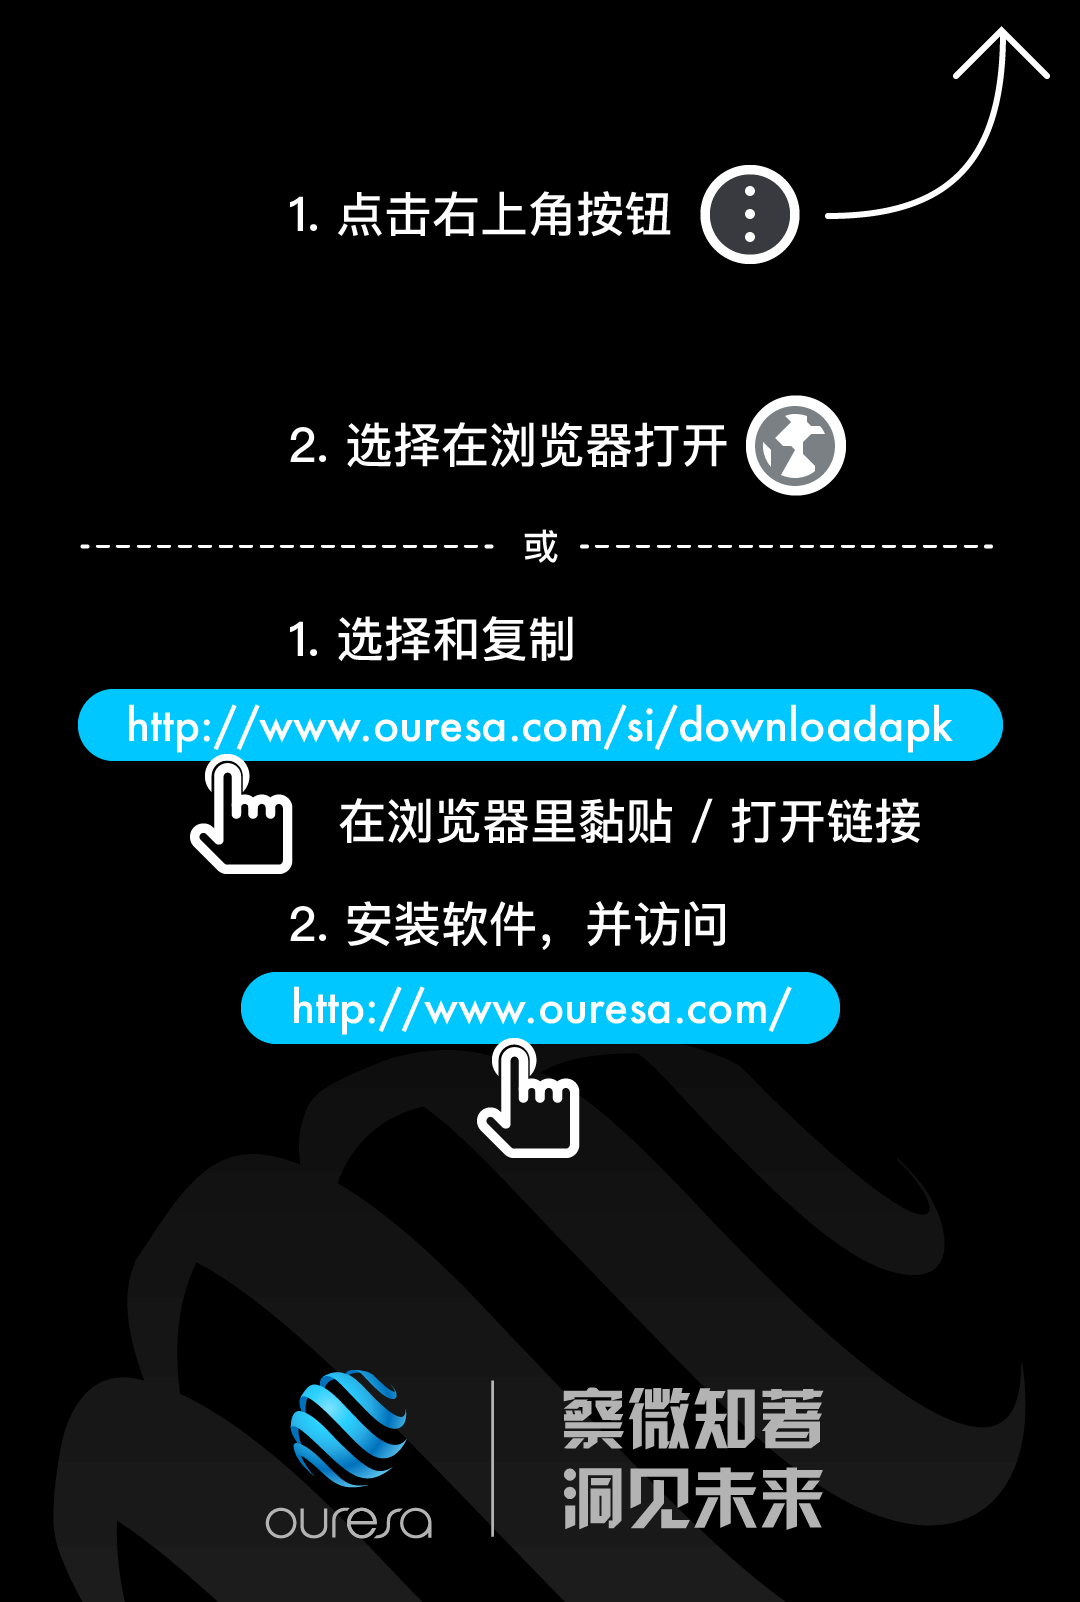 1. 点击右上角按钮
2. 选择在浏览器打开
或
1. 选择和复制
http://www.ouresa.com/si/downloadapk
在浏览器里黏贴 / 打开链接
2. 安装软件，并访问
http://www.ouresa.com/
ouresa
察微知著
洞见未来